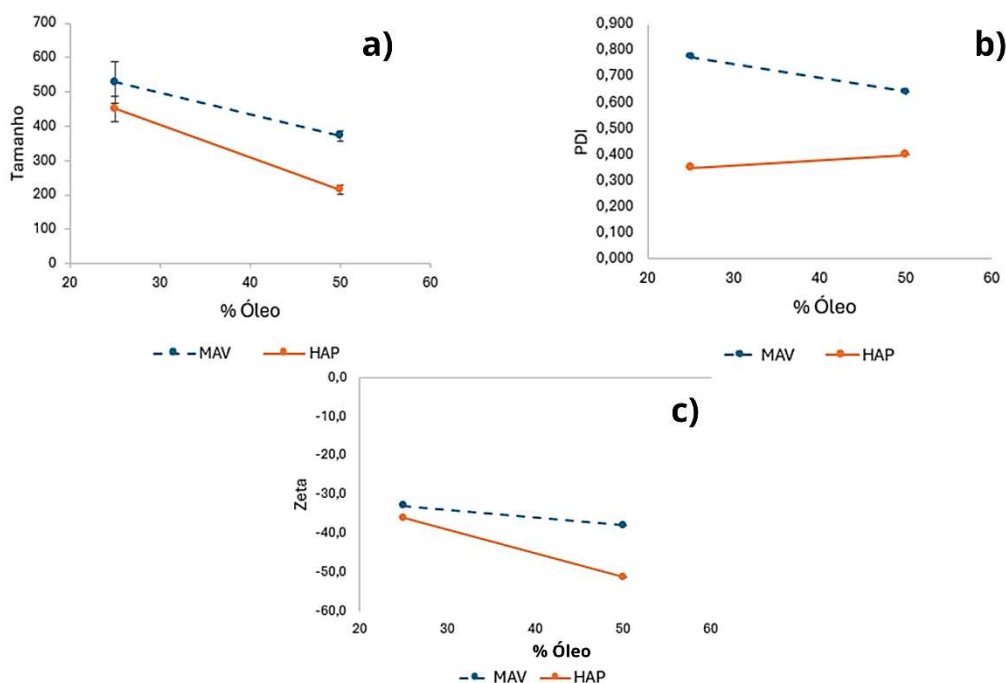 a)
Tamanho
700
600
500
400
300
200
100
0
20 30 40 50 60
% Óleo
MAV HAP
b)
PDI
0,900
0,800
0,700
0,600
0,500
0,400
0,300
0,200
0,100
0,000
20 30 40 50 60
% Óleo
MAV HAP
c)
Zeta
0,0
-10,0
-20,0
-30,0
-40,0
-50,0
-60,0
20 30 40 50 60
% Óleo
MAV HAP